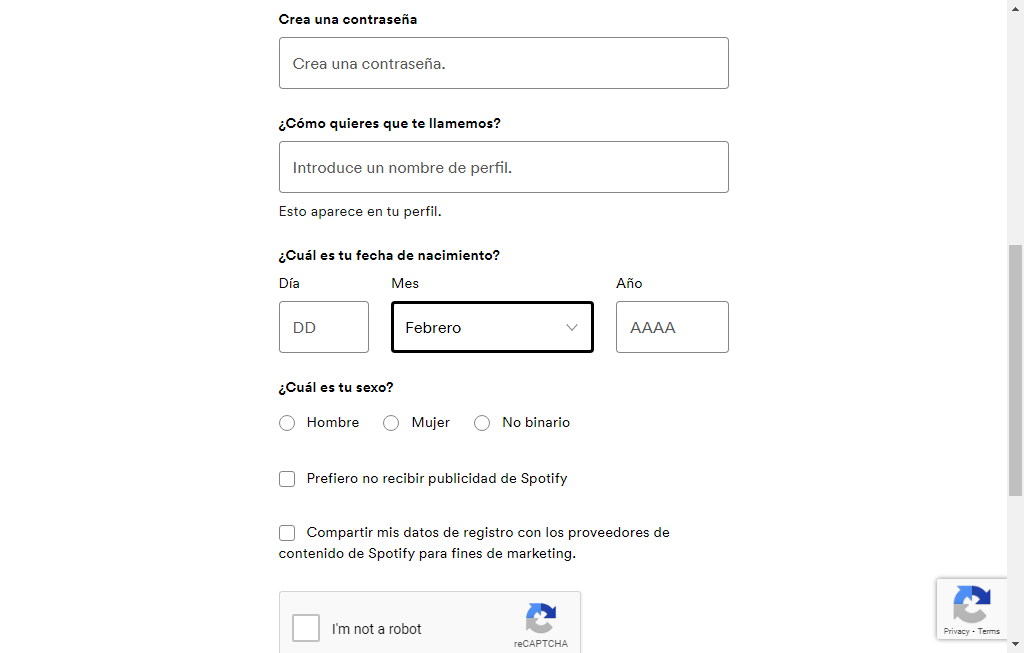 Crea una contraseña
Crea una contraseña.
¿Cómo quieres que te llamemos?
Introduce un nombre de perfil.
Esto aparece en tu perfil.
¿Cuál es tu fecha de nacimiento?
Día Mes Año
DD Febrero AAAA
¿Cuál es tu sexo?
Hombre Mujer No binario
Prefiero no recibir publicidad de Spotify
Compartir mis datos de registro con los proveedores de
contenido de Spotify para fines de marketing.
I'm not a robot
reCAPTCHA
Privacy - Terms